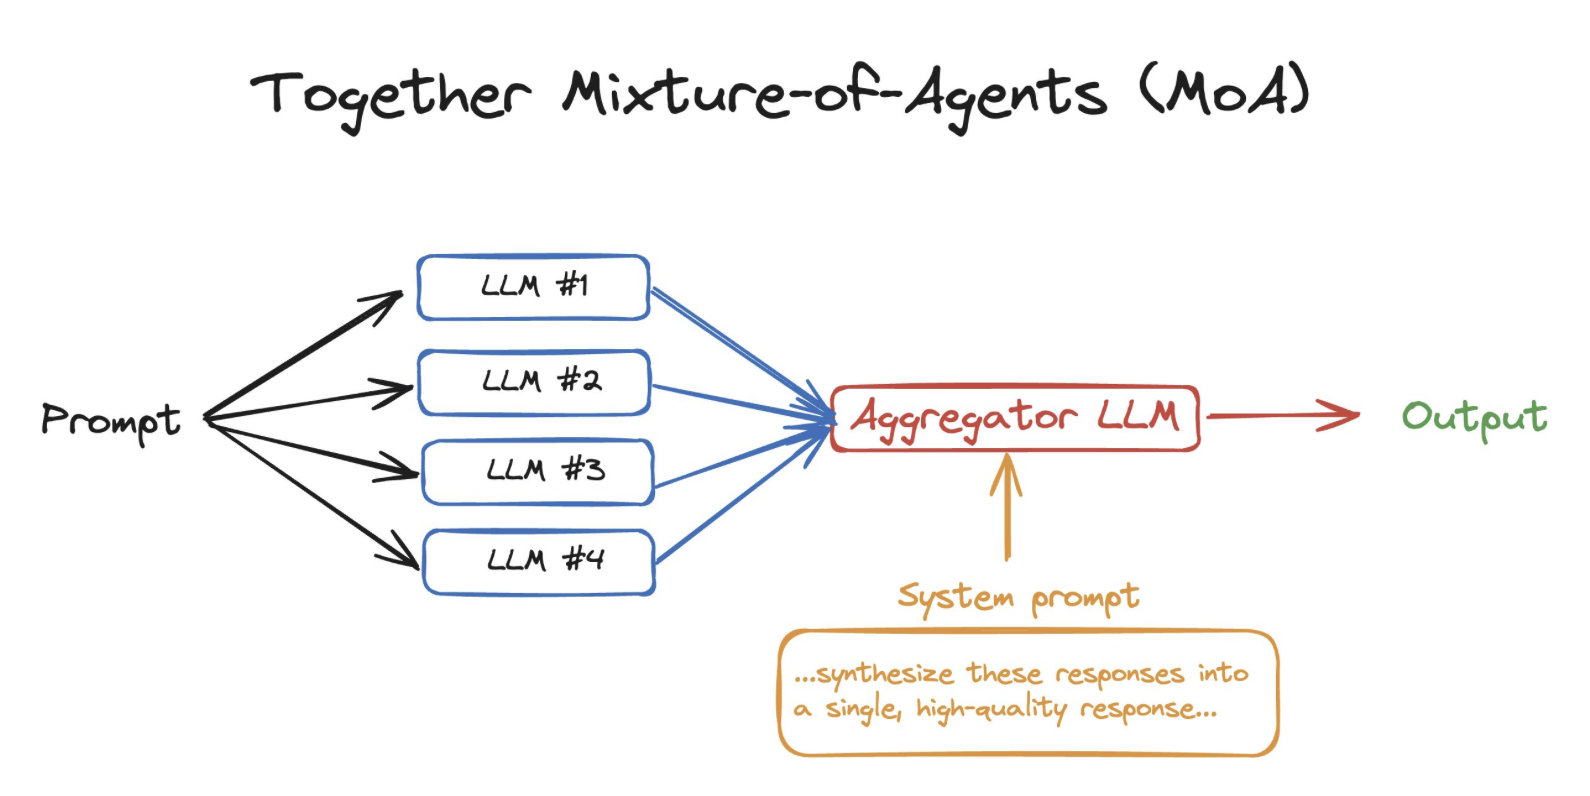 Together Mixture-of-Agents (MoA)
Prompt
LLM #1
LLM #2
LLM #3
LLM #4
Aggregator LLM
Output
System prompt
...synthesize these responses into
a single, high-quality response...